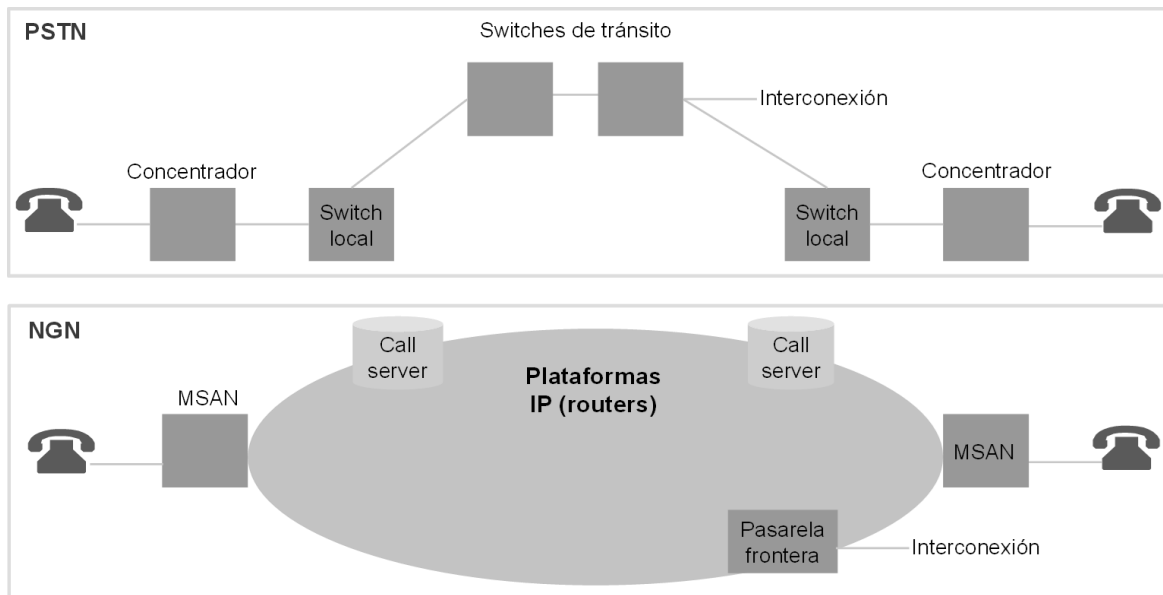 PSTN
Switches de tránsito
Interconexión
Concentrador
Concentrador
Switch
local
Switch
local
NGN
Call
server
Call
server
Plataformas
IP (routers)
MSAN
MSAN
Pasarela
frontera
Interconexión